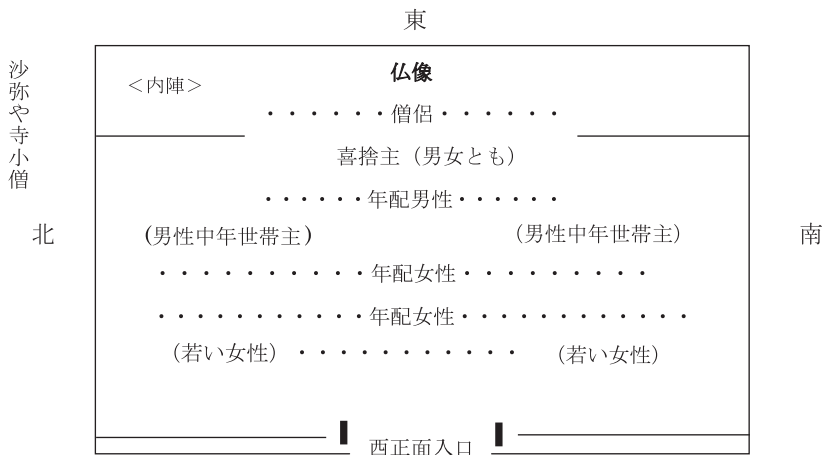 東
沙弥や寺小僧
<内陣>
仏像
・・・・・・僧侶・・・・・・
喜捨主（男女とも）
・・・・・・年配男性・・・・・・
北
(男性中年世帯主)
(男性中年世帯主)
南
・・・・・・・・・・年配女性・・・・・・・・・
・・・・・・・・・・年配女性・・・・・・・・・・・
(若い女性)・・・・・・・・・・・(若い女性)
西正面入口